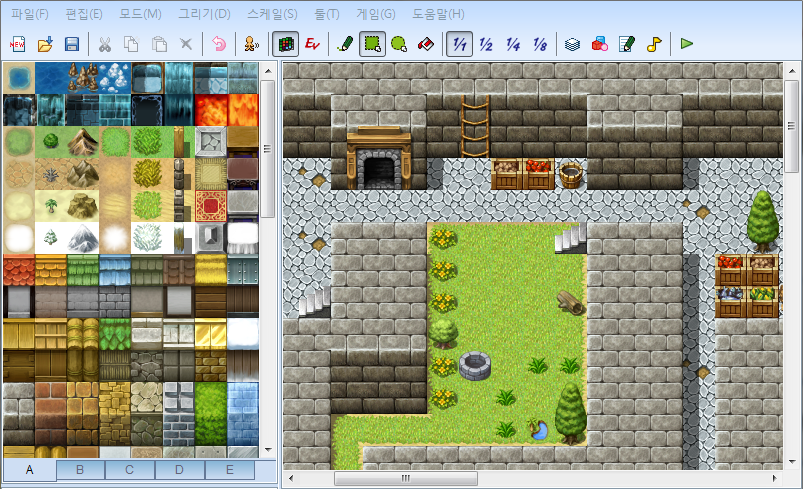 파일(F) 편집(E) 모드(M) 그리기(D) 스케일(S) 툴(T) 게임(G) 도움말(H)
NEW EV 1/1 1/2 1/4 1/8
A B C D E